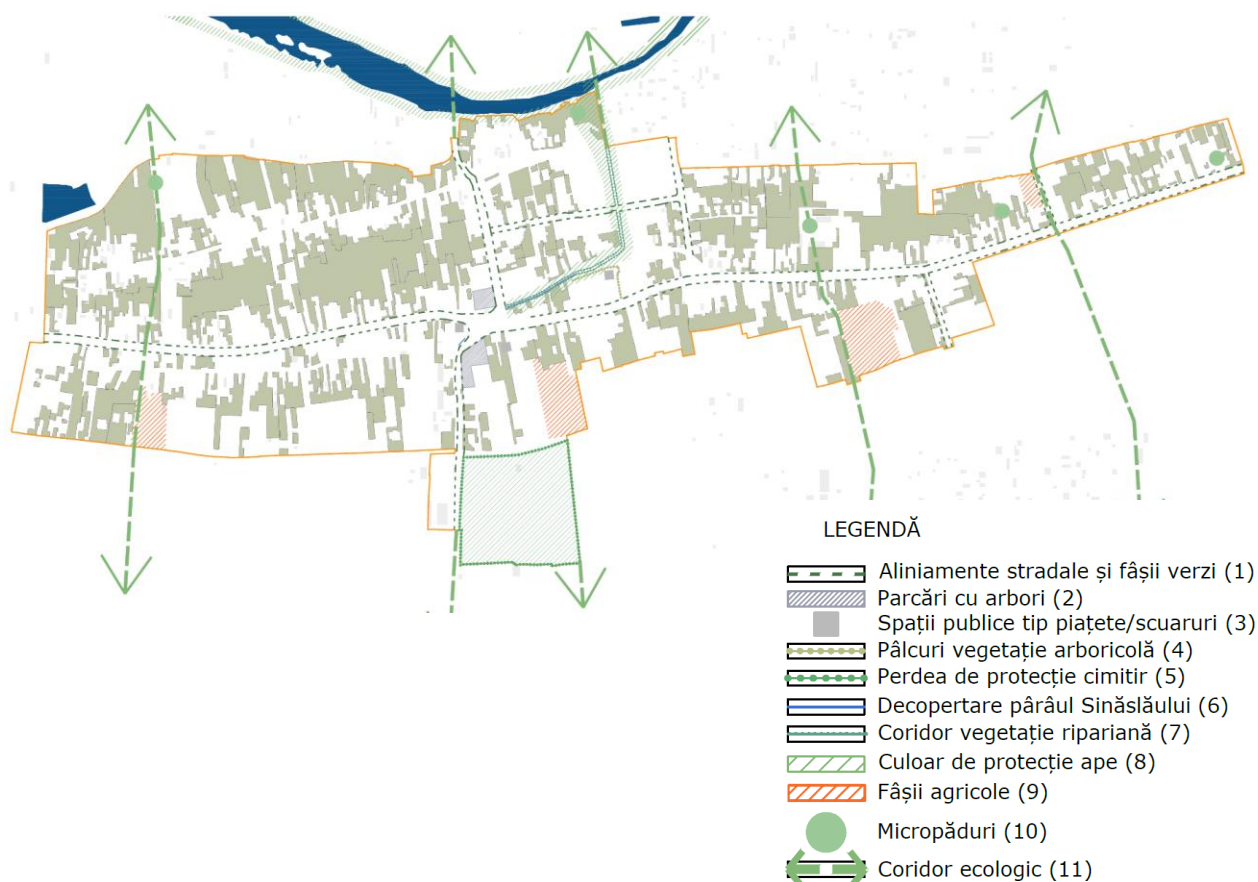 LEGENDĂ
Aliniamente stradale și fâșii verzi (1)
Parcări cu arbori (2)
Spații publice tip piațete/scuaruri (3)
Pâlcuri vegetație arboricolă (4)
Perdea de protecție cimitir (5)
Decopertare pârâul Sinăslăului (6)
Coridor vegetație ripariană (7)
Culoar de protecție ape (8)
Fâșii agricole (9)
Micropăduri (10)
Coridor ecologic (11)